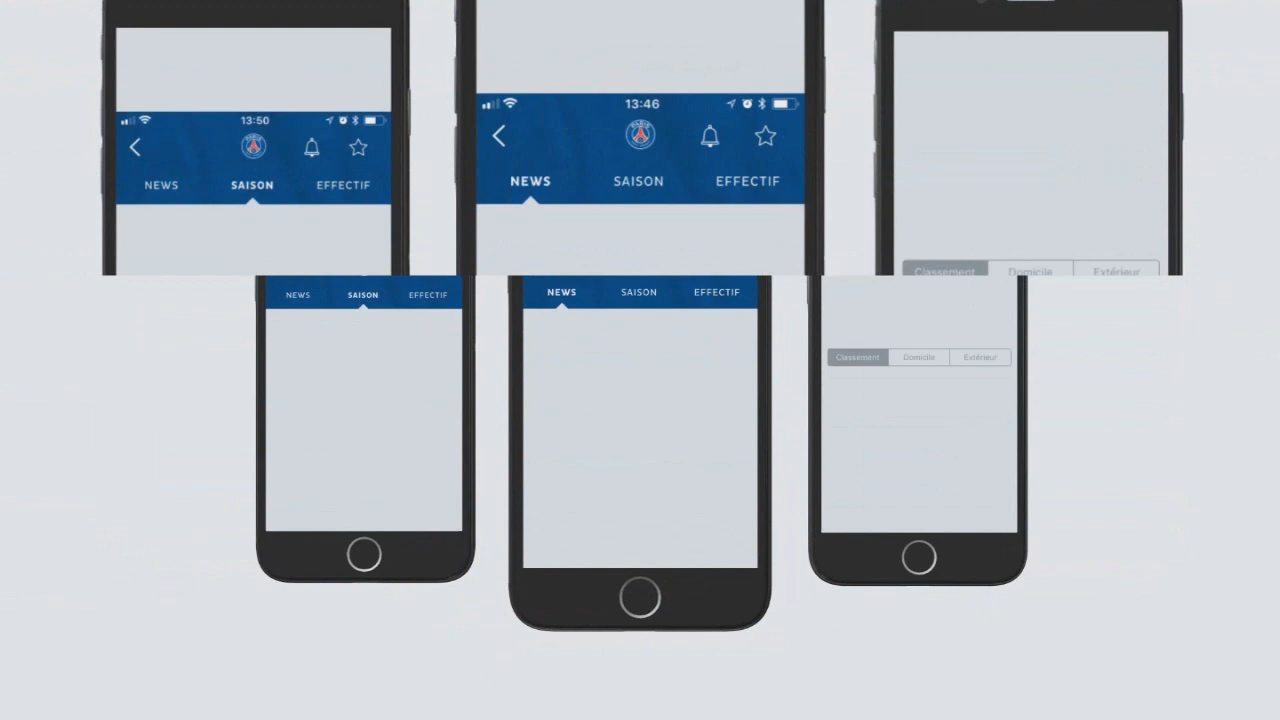 13:50
NEWS SAISON EFFECTIF
13:46
PARIS
NEWS SAISON EFFECTIF
Classement Domicile Extérieur
NEWS SAISON EFFECTIF
NEWS SAISON EFFECTIF
Classement Domicile Extérieur